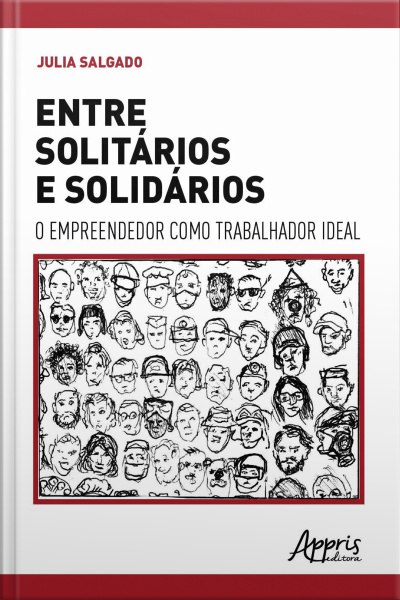 JULIA SALGADO
ENTRE
SOLITÁRIOS
E SOLIDÁRIOS
O EMPREENDEDOR COMO TRABALHADOR IDEAL
Appris
editora